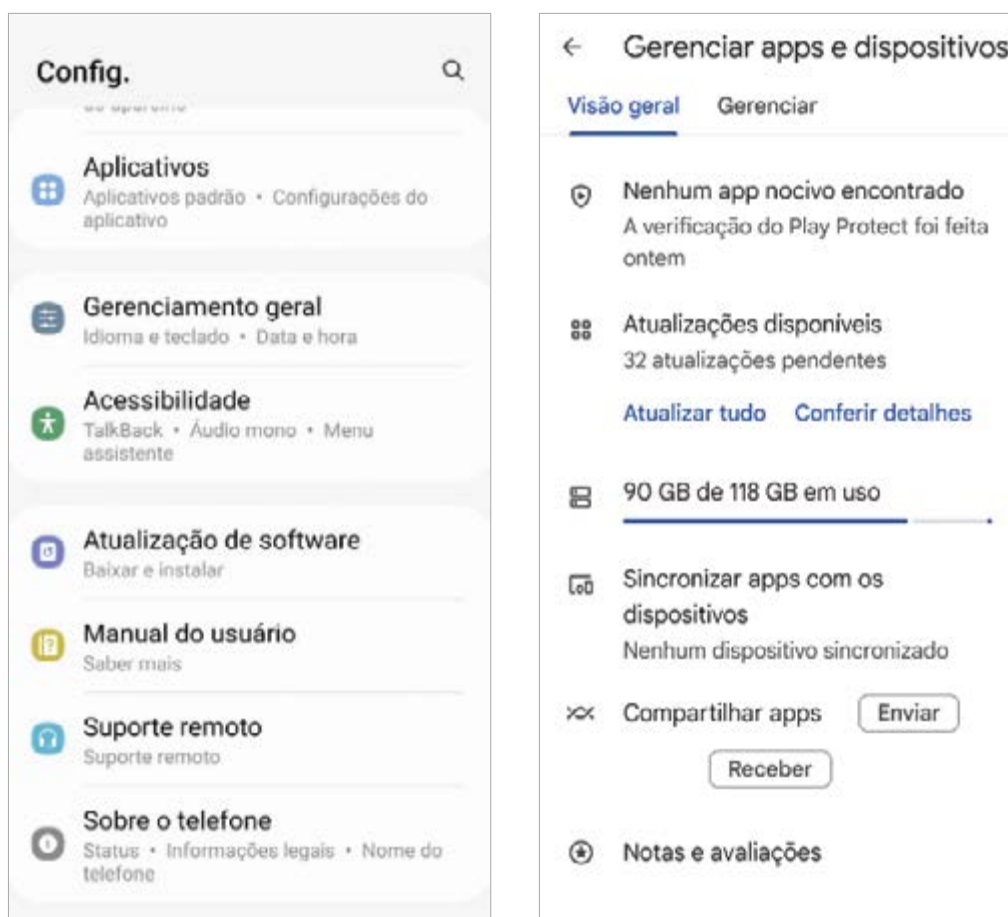 Config.
Aplicativos
Aplicativos padrão • Configurações do
aplicativo
Gerenciamento geral
Idioma e teclado • Data e hora
Acessibilidade
TalkBack • Áudio mono • Menu
assistente
Atualização de software
Baixar e instalar
Manual do usuário
Saber mais
Suporte remoto
Suporte remoto
Sobre o telefone
Status • Informações legais • Nome do
telefone
Gerenciar apps e dispositivos
Visão geral Gerenciar
Nenhum app nocivo encontrado
A verificação do Play Protect foi feita
ontem
Atualizações disponíveis
32 atualizações pendentes
Atualizar tudo Conferir detalhes
90 GB de 118 GB em uso
Sincronizar apps com os
dispositivos
Nenhum dispositivo sincronizado
Compartilhar apps Enviar
Receber
Notas e avaliações